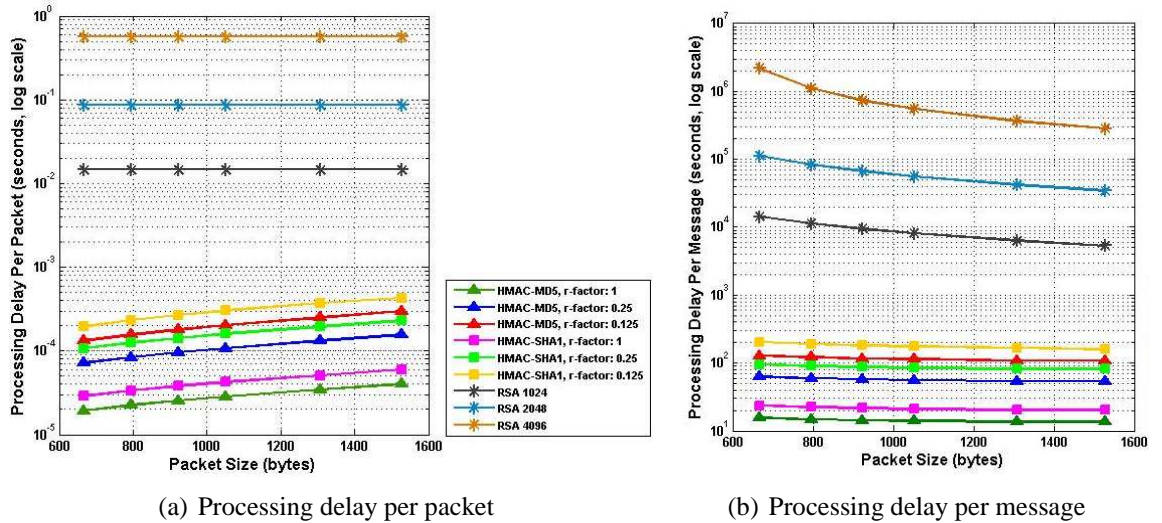 Processing Delay Per Packet (seconds, log scale)
10^0
10^-1
10^-2
10^-3
10^-4
10^-5
600 800 1000 1200 1400 1600
Packet Size (bytes)
HMAC-MD5, r-factor: 1
HMAC-MD5, r-factor: 0.25
HMAC-MD5, r-factor: 0.125
HMAC-SHA1, r-factor: 1
HMAC-SHA1, r-factor: 0.25
HMAC-SHA1, r-factor: 0.125
RSA 1024
RSA 2048
RSA 4096
Processing Delay Per Message (seconds, log scale)
10^7
10^6
10^5
10^4
10^3
10^2
10^1
600 800 1000 1200 1400 1600
Packet Size (bytes)
(a) Processing delay per packet
(b) Processing delay per message